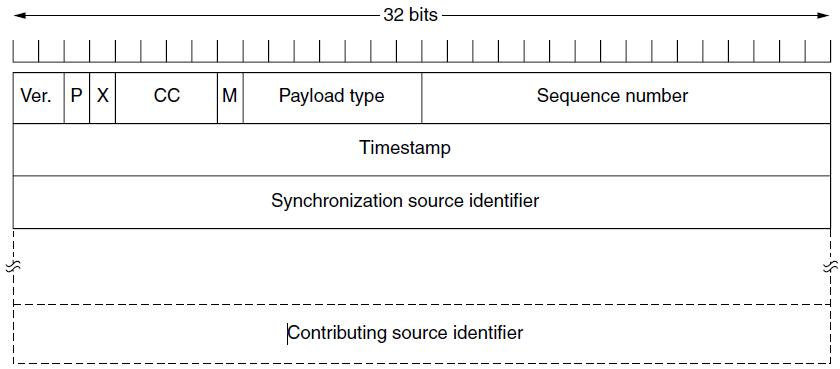 32 bits
Ver. P X CC M Payload type Sequence number
Timestamp
Synchronization source identifier
Contributing source identifier